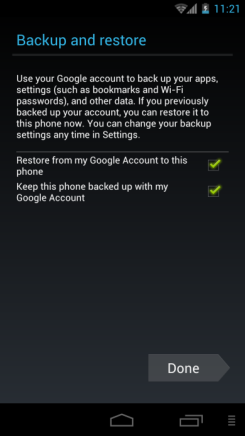 11:21
Backup and restore
Use your Google account to back up your apps,
settings (such as bookmarks and Wi-Fi
passwords), and other data. If you previously
backed up your account, you can restore it to
this phone now. You can change your backup
settings any time in Settings.
Restore from my Google Account to this
phone
Keep this phone backed up with my
Google Account
Done